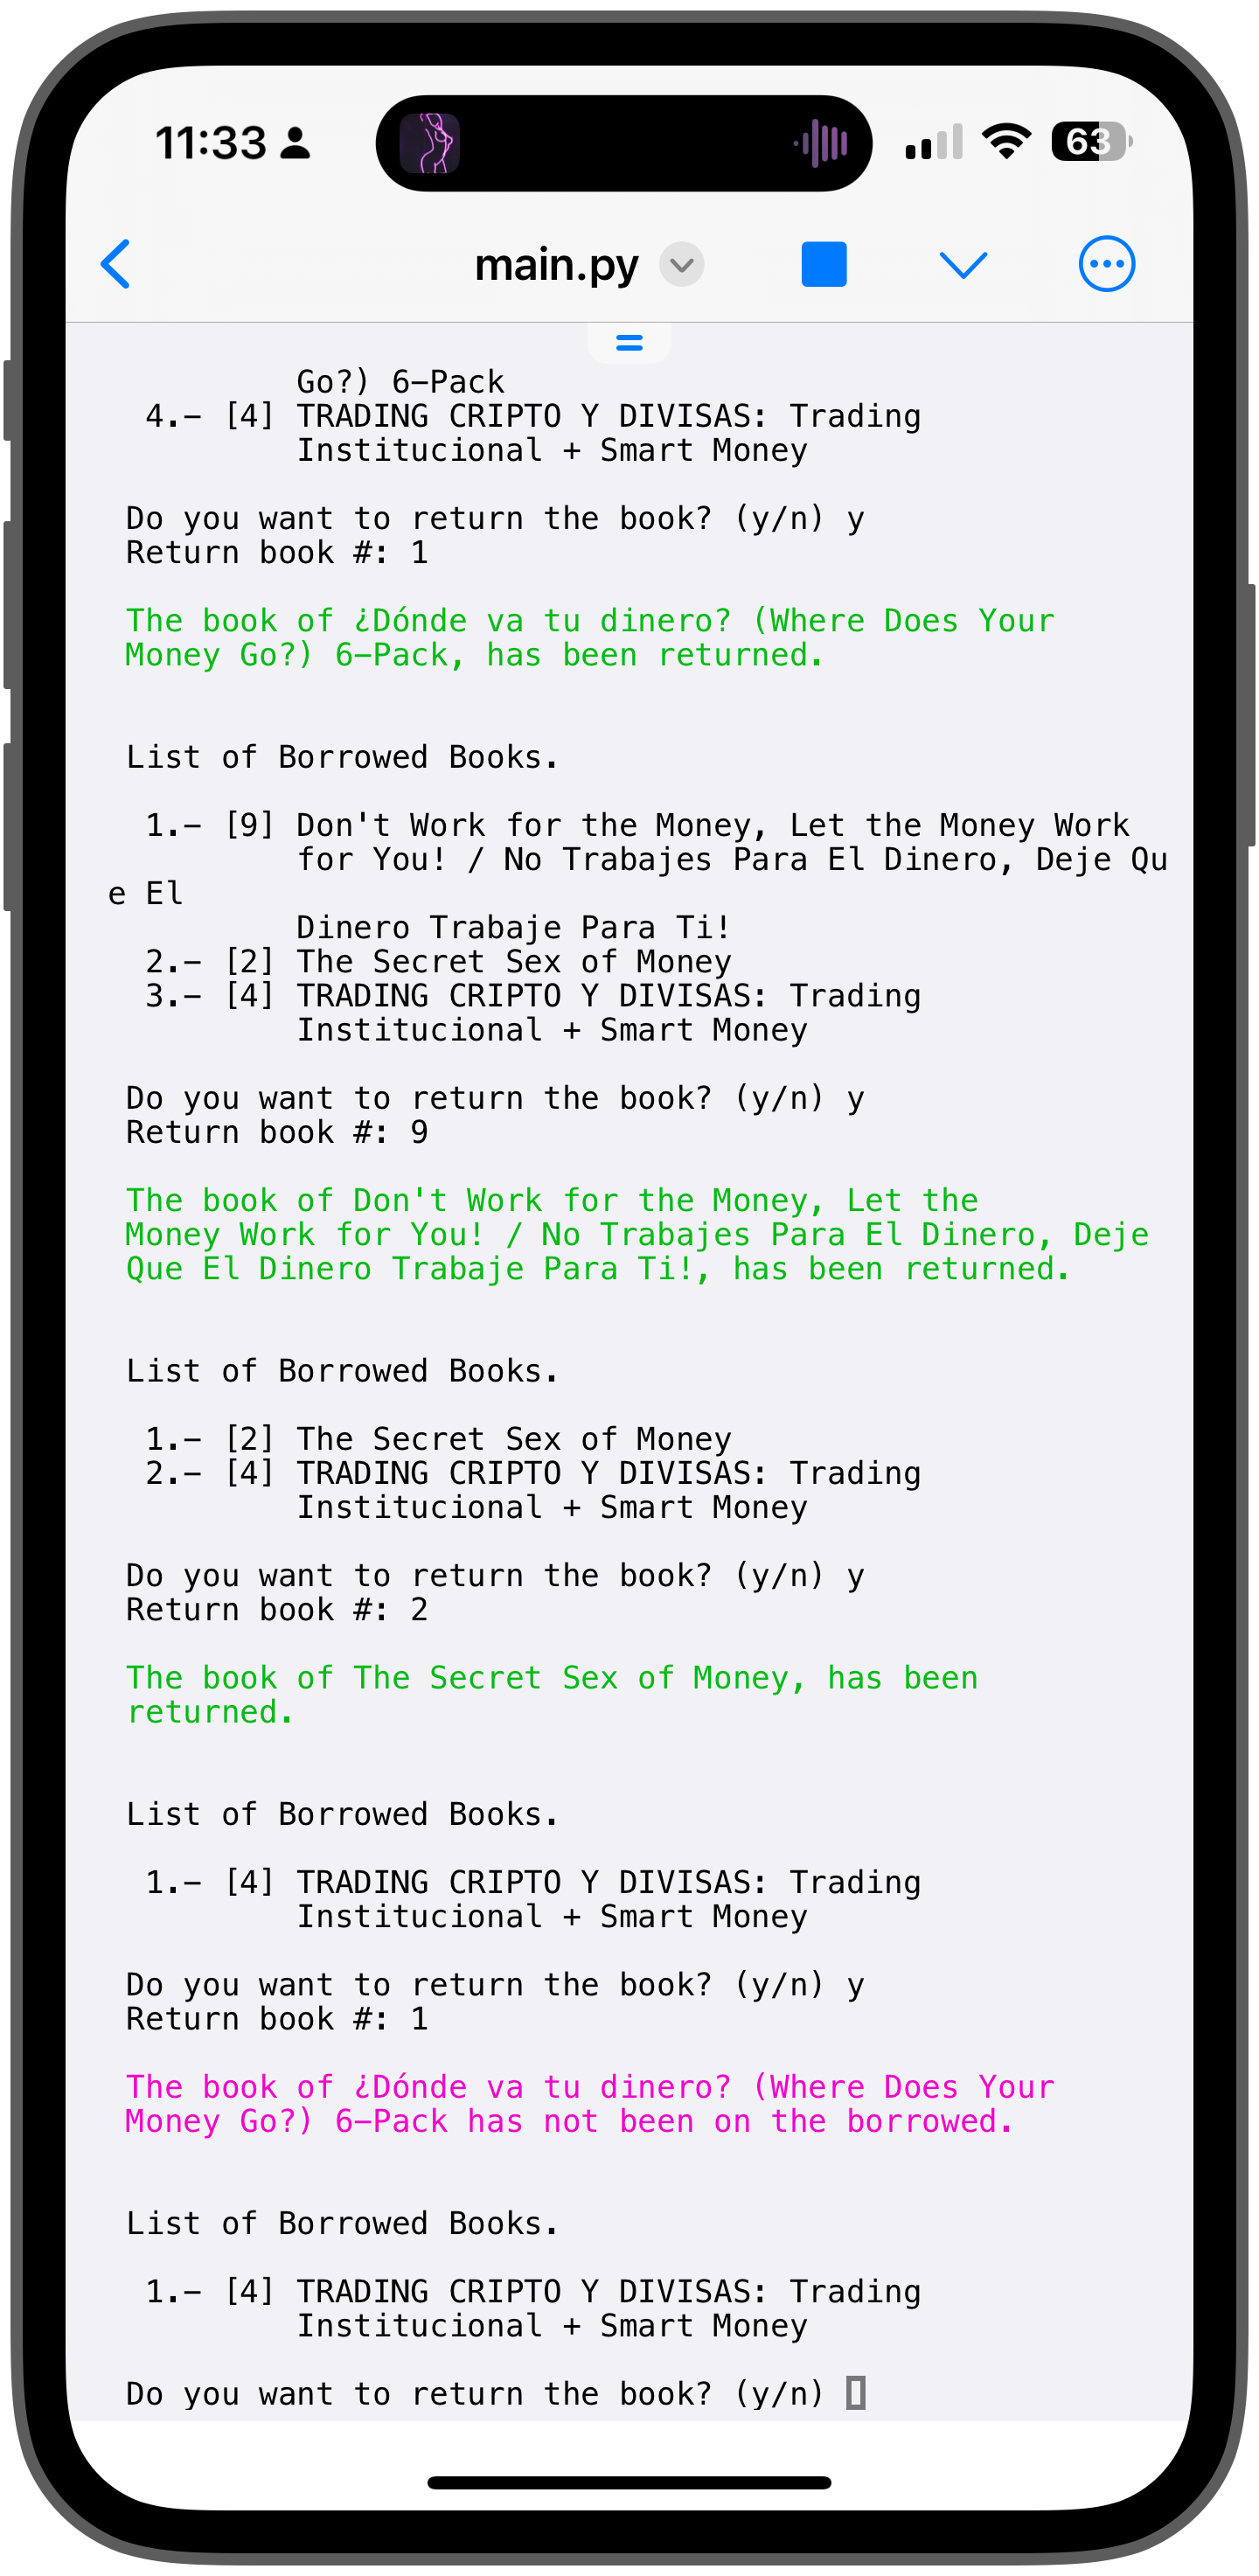 11:33
63
main.py
Go?) 6-Pack
4.- [4] TRADING CRIPTO Y DIVISAS: Trading
Institucional + Smart Money
Do you want to return the book? (y/n) y
Return book #: 1
The book of ¿Dónde va tu dinero? (Where Does Your
Money Go?) 6-Pack, has been returned.
List of Borrowed Books.
1.- [9] Don't Work for the Money, Let the Money Work
for You! / No Trabajes Para El Dinero, Deje Qu
e El
Dinero Trabaje Para Ti!
2.- [2] The Secret Sex of Money
3.- [4] TRADING CRIPTO Y DIVISAS: Trading
Institucional + Smart Money
Do you want to return the book? (y/n) y
Return book #: 9
The book of Don't Work for the Money, Let the
Money Work for You! / No Trabajes Para El Dinero, Deje
Que El Dinero Trabaje Para Ti!, has been returned.
List of Borrowed Books.
1.- [2] The Secret Sex of Money
2.- [4] TRADING CRIPTO Y DIVISAS: Trading
Institucional + Smart Money
Do you want to return the book? (y/n) y
Return book #: 2
The book of The Secret Sex of Money, has been
returned.
List of Borrowed Books.
1.- [4] TRADING CRIPTO Y DIVISAS: Trading
Institucional + Smart Money
Do you want to return the book? (y/n) y
Return book #: 1
The book of ¿Dónde va tu dinero? (Where Does Your
Money Go?) 6-Pack has not been on the borrowed.
List of Borrowed Books.
1.- [4] TRADING CRIPTO Y DIVISAS: Trading
Institucional + Smart Money
Do you want to return the book? (y/n)